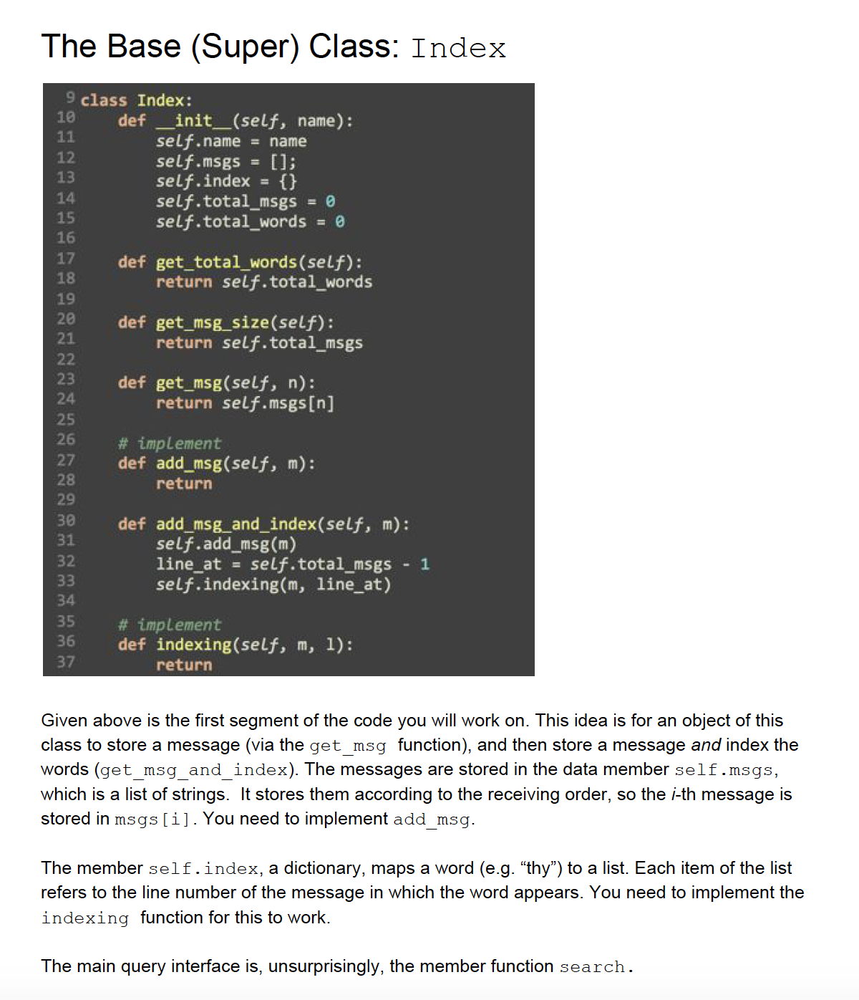 The Base (Super) Class: Index
9 class Index:
10 def __init__(self, name):
11 self.name = name
12 self.msgs = [];
13 self.index = {}
14 self.total_msgs = 0
15 self.total_words = 0
16
17 def get_total_words(self):
18 return self.total_words
19
20 def get_msg_size(self):
21 return self.total_msgs
22
23 def get_msg(self, n):
24 return self.msgs[n]
25
26 # implement
27 def add_msg(self, m):
28 return
29
30 def add_msg_and_index(self, m):
31 self.add_msg(m)
32 line_at = self.total_msgs - 1
33 self.indexing(m, line_at)
34
35 # implement
36 def indexing(self, m, l):
37 return
Given above is the first segment of the code you will work on. This idea is for an object of this
class to store a message (via the get_msg function), and then store a message and index the
words (get_msg_and_index). The messages are stored in the data member self.msgs,
which is a list of strings. It stores them according to the receiving order, so the i-th message is
stored in msgs[i]. You need to implement add_msg.
The member self.index, a dictionary, maps a word (e.g. “thy”) to a list. Each item of the list
refers to the line number of the message in which the word appears. You need to implement the
indexing function for this to work.
The main query interface is, unsurprisingly, the member function search.